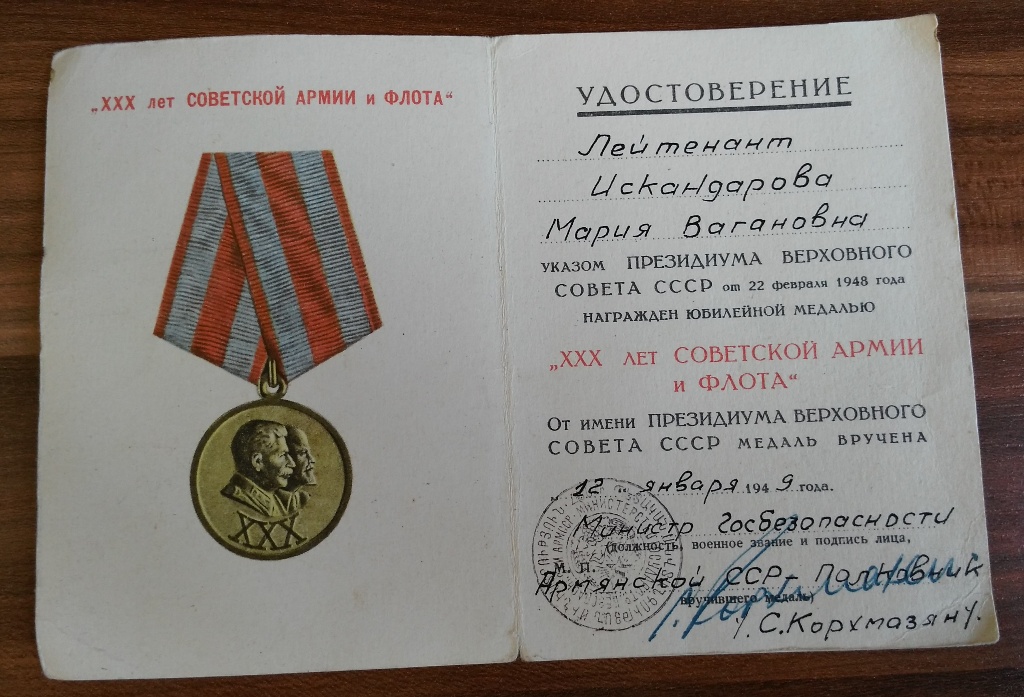 „XXX лет СОВЕТСКОЙ АРМИИ и ФЛОТА“
XXX
УДОСТОВЕРЕНИЕ
Лейтенант
Искандарова
Мария Вагановна
УКАЗОМ ПРЕЗИДИУМА ВЕРХОВНОГО
СОВЕТА СССР от 22 февраля 1948 года
НАГРАЖДЕН ЮБИЛЕЙНОЙ МЕДАЛЬЮ
„XXX ЛЕТ СОВЕТСКОЙ АРМИИ
и ФЛОТА“
От имени ПРЕЗИДИУМА ВЕРХОВНОГО
СОВЕТА СССР МЕДАЛЬ ВРУЧЕНА
„12 “ января 1949 года.
Министр Госбезопасности
(должность, военное звание и подпись лица,
М. П.
Армянской ССР - Полковник
вручившего медаль)
/С. Корхмазян/.